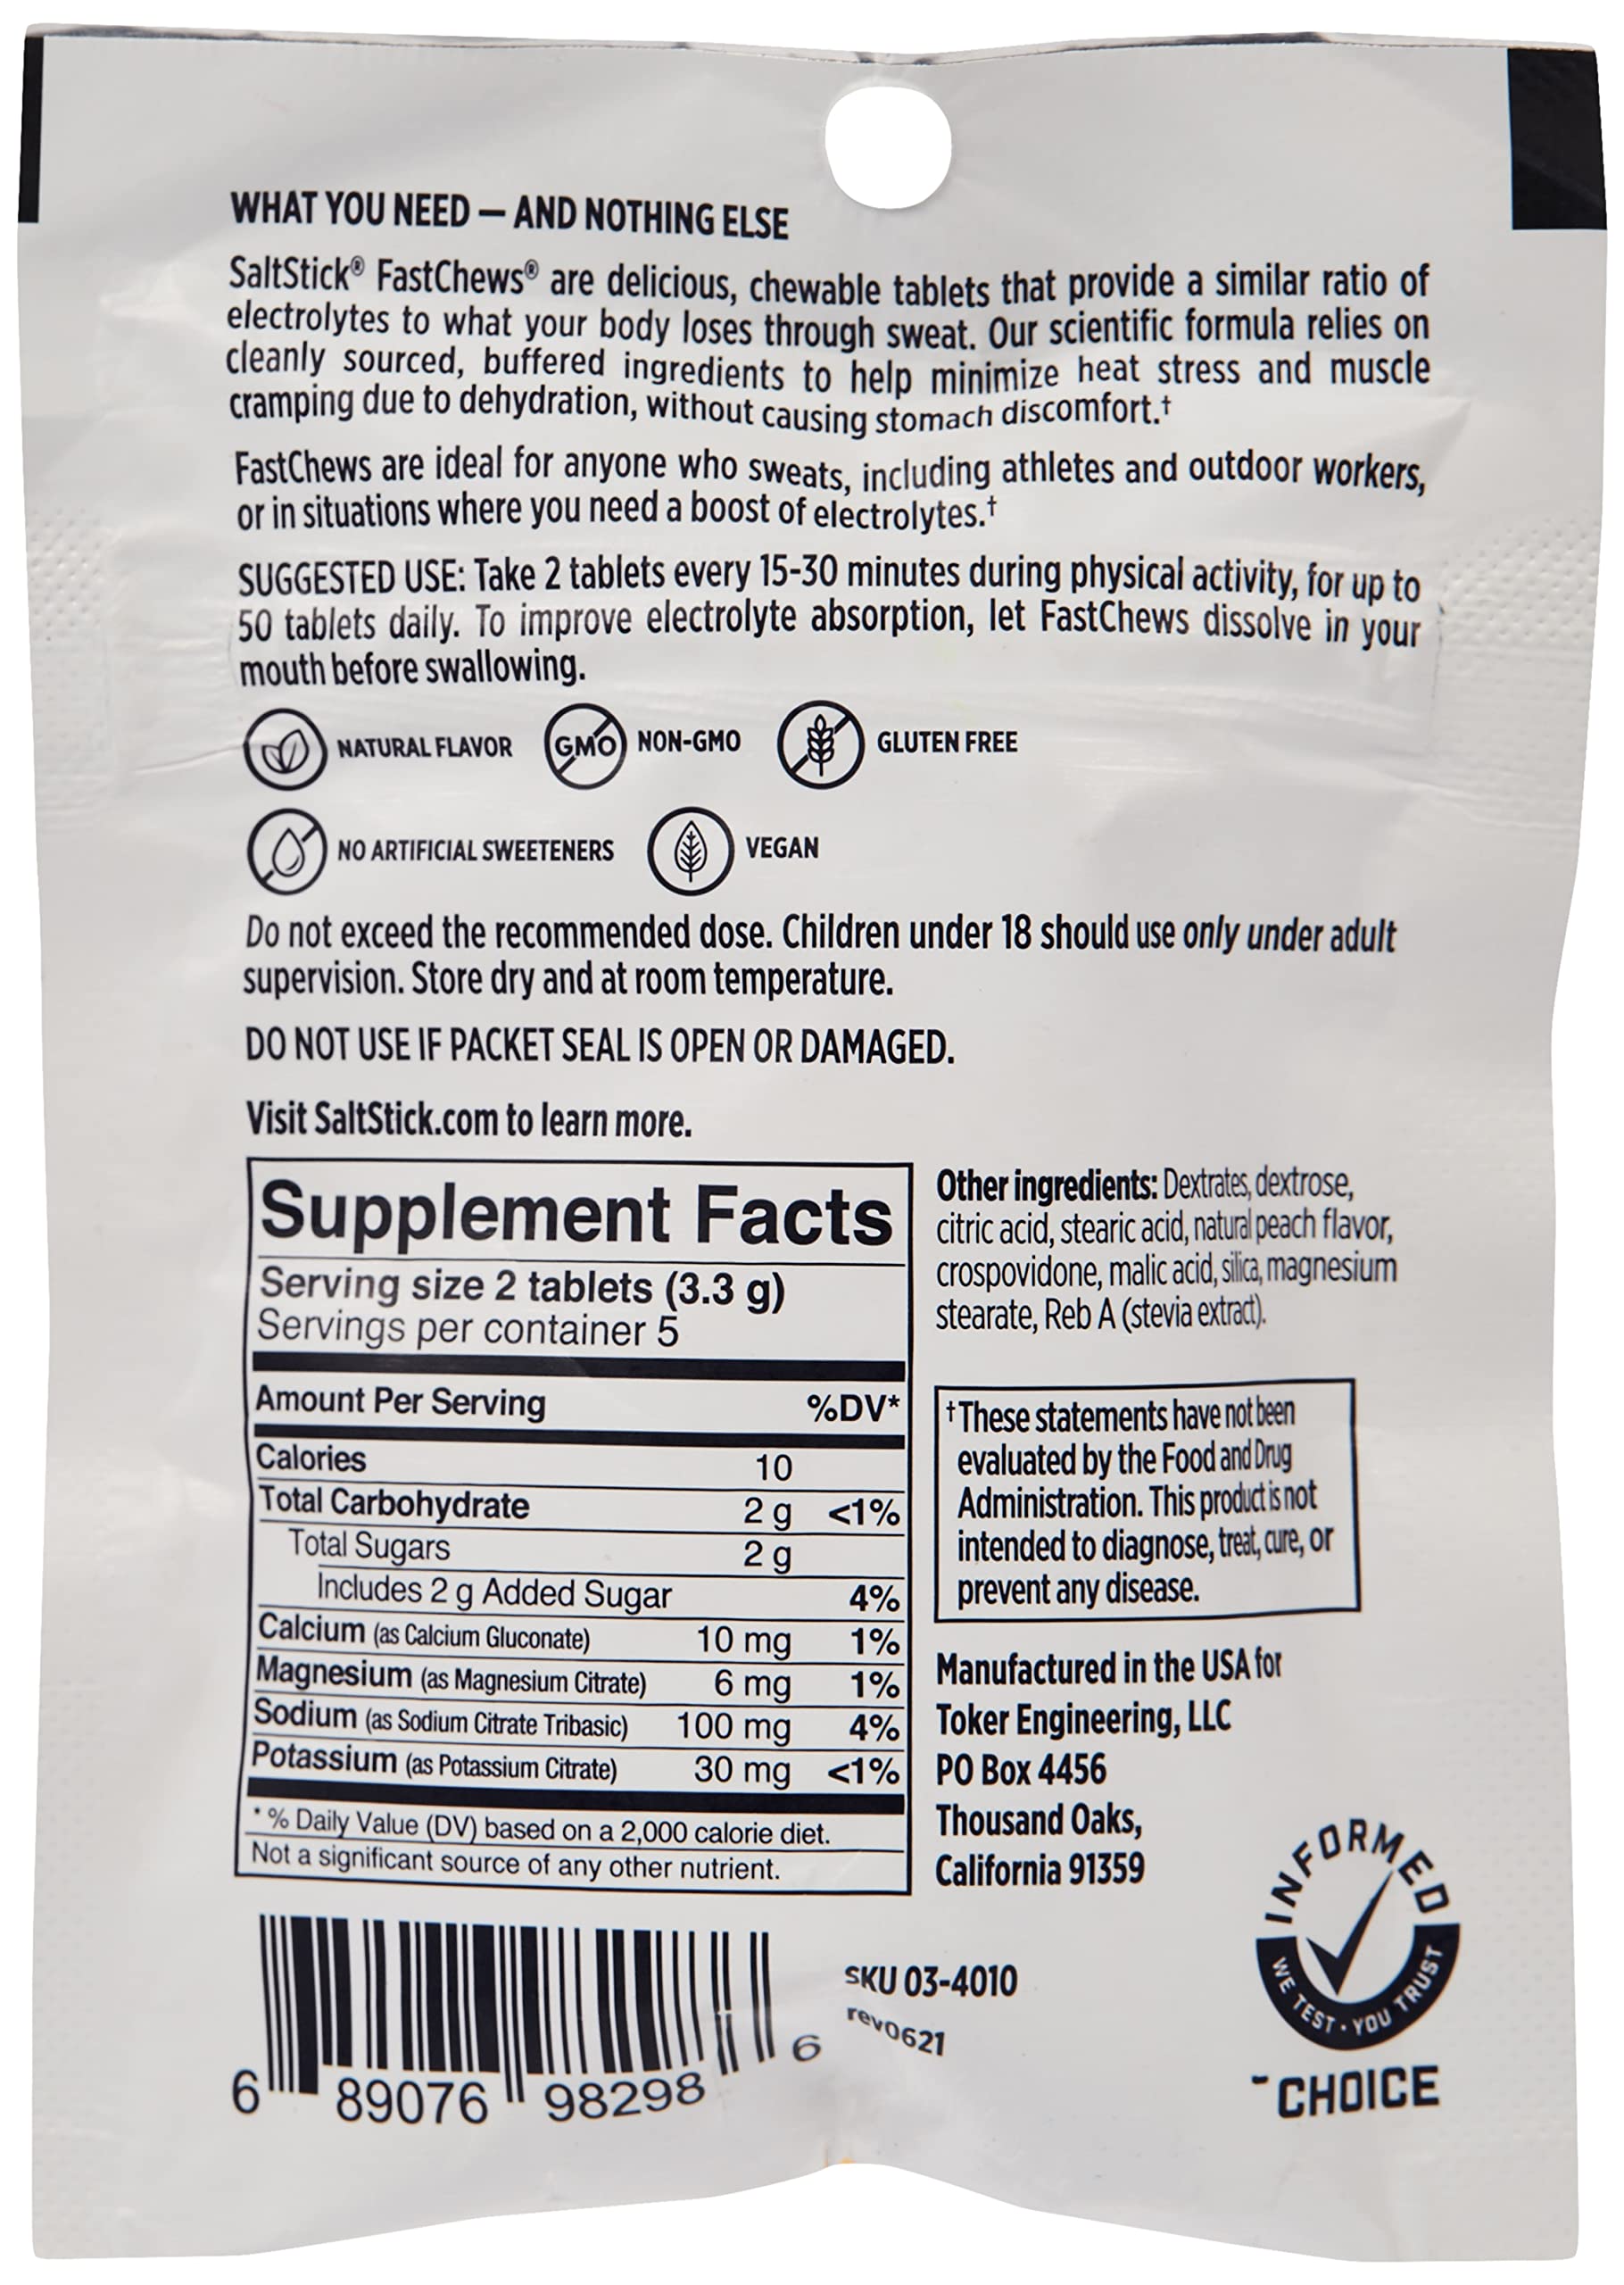 WHAT YOU NEED — AND NOTHING ELSE
SaltStick® FastChews® are delicious, chewable tablets that provide a similar ratio of
electrolytes to what your body loses through sweat. Our scientific formula relies on
cleanly sourced, buffered ingredients to help minimize heat stress and muscle
cramping due to dehydration, without causing stomach discomfort.†
FastChews are ideal for anyone who sweats, including athletes and outdoor workers,
or in situations where you need a boost of electrolytes.†
SUGGESTED USE: Take 2 tablets every 15-30 minutes during physical activity, for up to
50 tablets daily. To improve electrolyte absorption, let FastChews dissolve in your
mouth before swallowing.
NATURAL FLAVOR GMO NON-GMO GLUTEN FREE
NO ARTIFICIAL SWEETENERS VEGAN
Do not exceed the recommended dose. Children under 18 should use only under adult
supervision. Store dry and at room temperature.
DO NOT USE IF PACKET SEAL IS OPEN OR DAMAGED.
Visit SaltStick.com to learn more.
Supplement Facts
Serving size 2 tablets (3.3 g)
Servings per container 5
Amount Per Serving %DV*
Calories 10
Total Carbohydrate 2 g <1%
Total Sugars 2 g
Includes 2 g Added Sugar 4%
Calcium (as Calcium Gluconate) 10 mg 1%
Magnesium (as Magnesium Citrate) 6 mg 1%
Sodium (as Sodium Citrate Tribasic) 100 mg 4%
Potassium (as Potassium Citrate) 30 mg <1%
* % Daily Value (DV) based on a 2,000 calorie diet.
Not a significant source of any other nutrient.
Other ingredients: Dextrates, dextrose,
citric acid, stearic acid, natural peach flavor,
crospovidone, malic acid, silica, magnesium
stearate, Reb A (stevia extract).
† These statements have not been
evaluated by the Food and Drug
Administration. This product is not
intended to diagnose, treat, cure, or
prevent any disease.
Manufactured in the USA for
Toker Engineering, LLC
PO Box 4456
Thousand Oaks,
California 91359
6 89076 98298 6
SKU 03-4010
rev0621
INFORMED
WE TEST · YOU TRUST
CHOICE